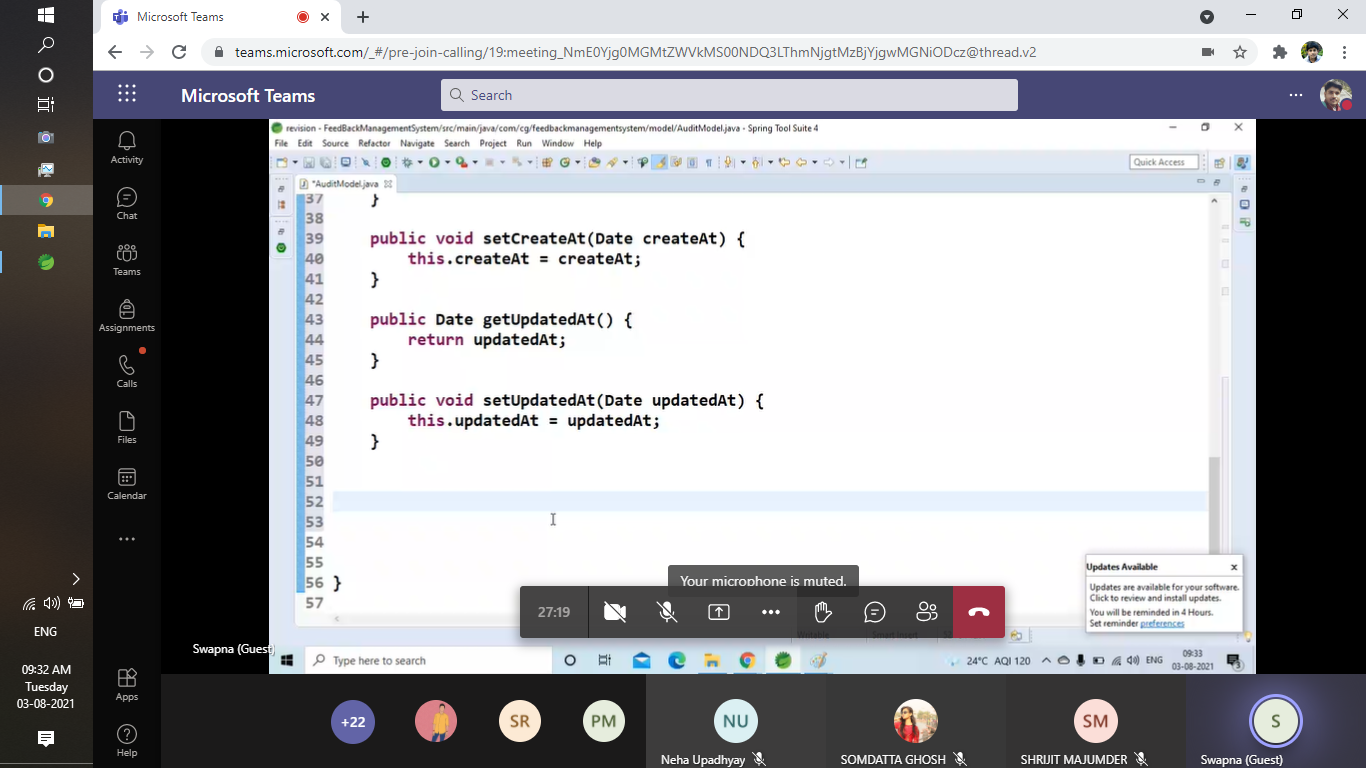 Microsoft Teams
teams.microsoft.com/_#/pre-join-calling/19:meeting_NmE0Yjg0MGMtZWVkMS00NDQ3LThmNjgtMzBjYjgwMGNiODcz@thread.v2
Microsoft Teams
Search
Activity
Chat
Teams
Assignments
Calls
Files
Calendar
Apps
Help
revision - FeedBackManagementSystem/src/main/java/com/cg/feedbackmanagementsystem/model/AuditModel.java - Spring Tool Suite 4
File Edit Source Refactor Navigate Search Project Run Window Help
Quick Access
*AuditModel.java
37 }
38
39 public void setCreateAt(Date createAt) {
40 this.createAt = createAt;
41 }
42
43 public Date getUpdatedAt() {
44 return updatedAt;
45 }
46
47 public void setUpdatedAt(Date updatedAt) {
48 this.updatedAt = updatedAt;
49 }
50
51
52
53
54
55
56 }
57
Updates Available
Updates are available for your software.
Click to review and install updates.
You will be reminded in 4 Hours.
Set reminder preferences
Your microphone is muted.
27:19
Writable Smart Insert
Swapna (Guest)
Type here to search
24°C AQI 120
ENG
09:33
03-08-2021
3
ENG
09:32 AM
Tuesday
03-08-2021
+22
SR
PM
NU
Neha Upadhyay
SOMDATTA GHOSH
SM
SHRIJIT MAJUMDER
S
Swapna (Guest)